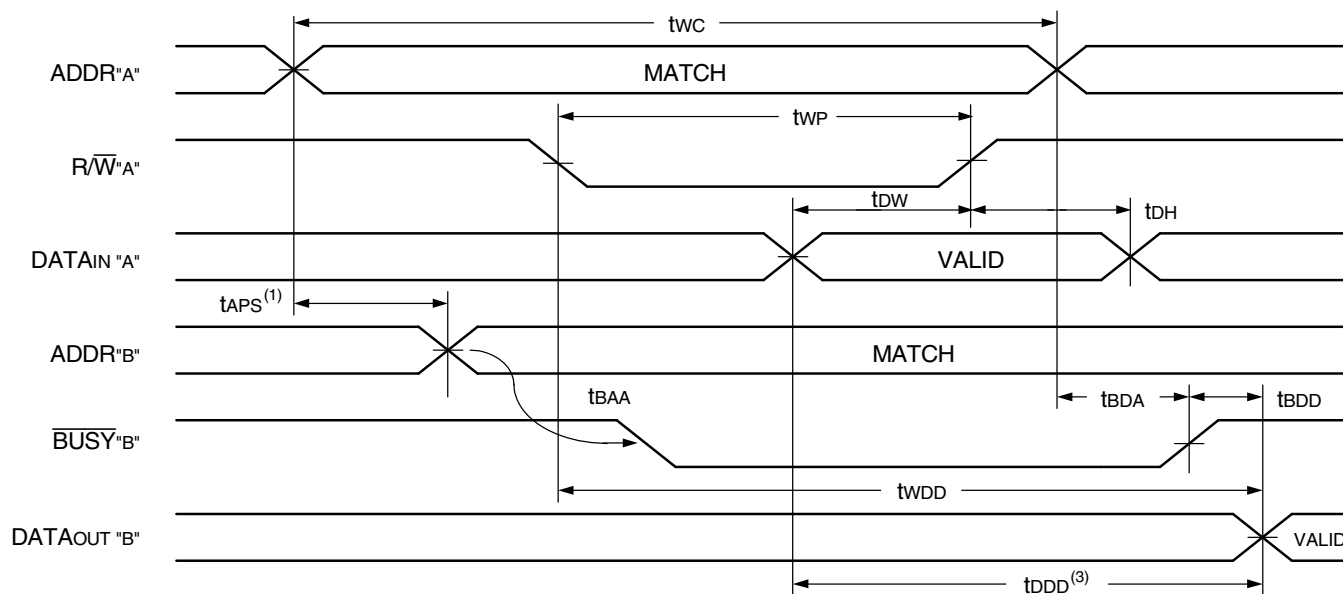 tWC
ADDR"A" MATCH
tWP
R/W̅"A"
tDW tDH
DATAIN "A" VALID
tAPS(1)
ADDR"B" MATCH
tBAA tBDA tBDD
B̅U̅S̅Y̅"B"
tWDD
DATAOUT "B" VALID
tDDD(3)